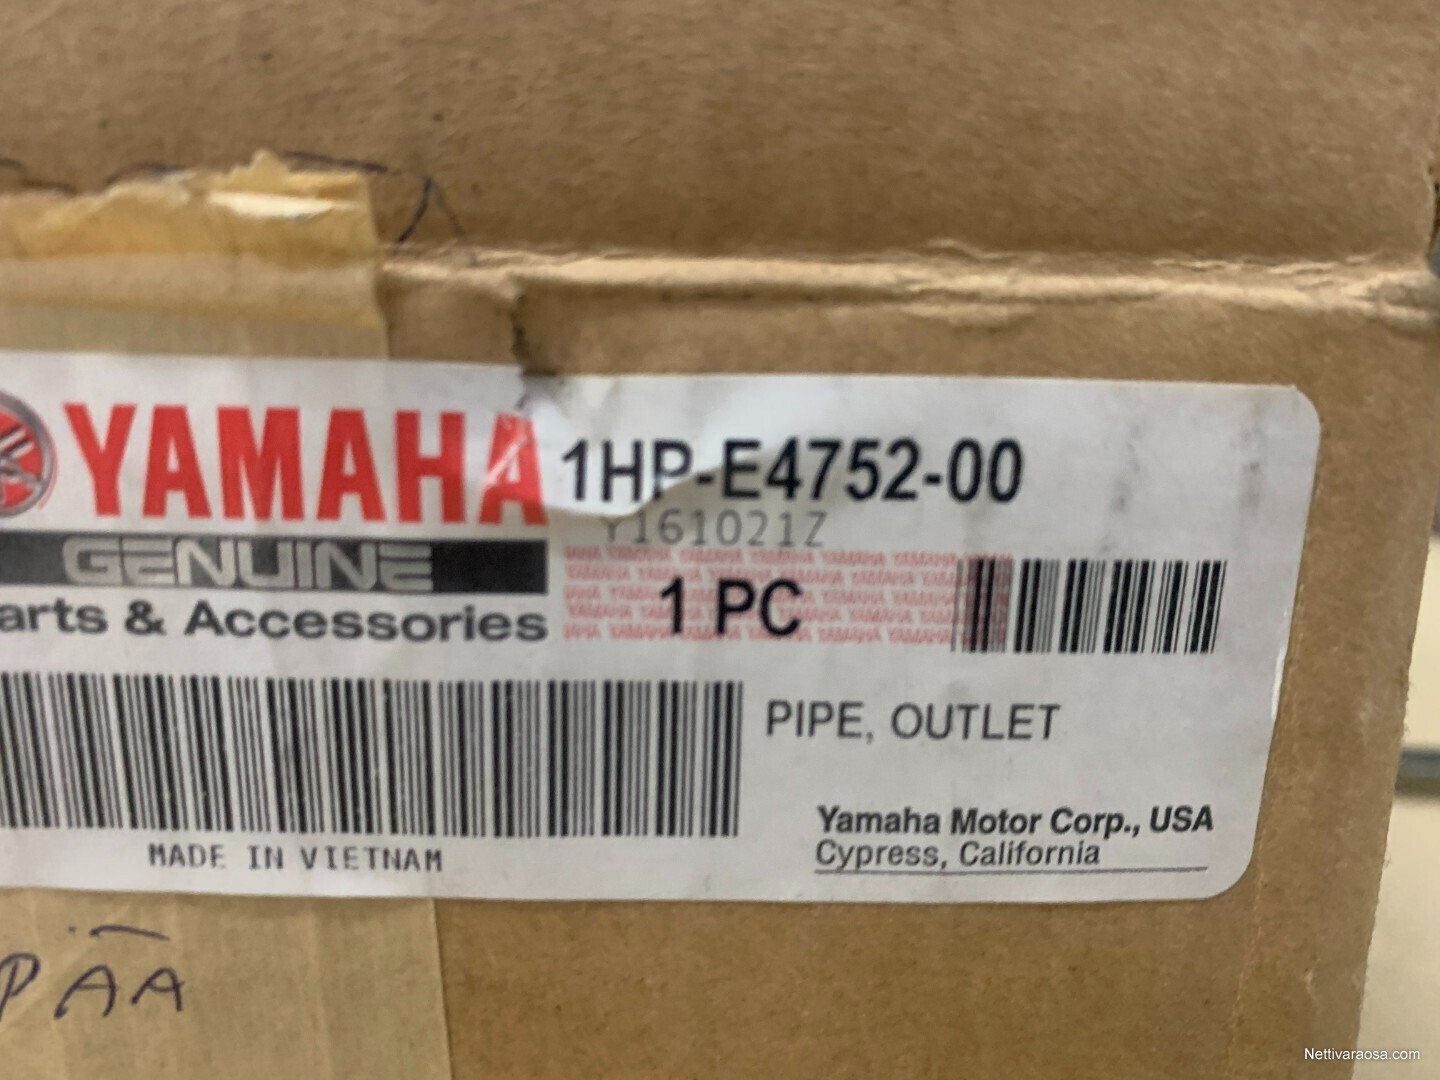 YAMAHA
1HP-E4752-00
Y161021Z
GENUINE
arts & Accessories
1 PC
PIPE, OUTLET
Yamaha Motor Corp., USA
Cypress, California
MADE IN VIETNAM
PÄÄ
Nettivaraosa.com